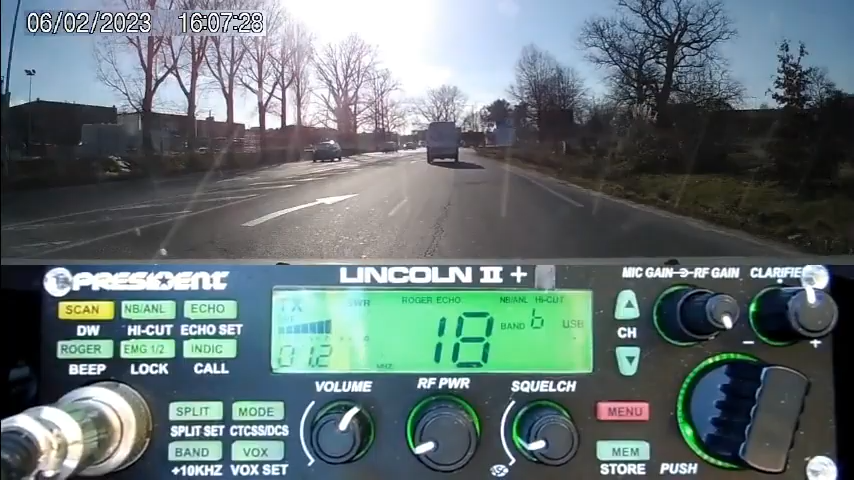 06/02/2023 16:07:28
PRESIDENT LINCOLN II + MIC GAIN RF GAIN CLARIFIER
SCAN NB/ANL ECHO
DW HI-CUT ECHO SET
ROGER EMG 1/2 INDIC
BEEP LOCK CALL
TX ROGER ECHO NB/ANL HI-CUT
18 BAND b USB
012
CH
VOLUME RF PWR SQUELCH
SPLIT MODE
SPLIT SET CTCSS/DCS
BAND VOX
+10KHZ VOX SET
MENU
MEM
STORE PUSH
- +